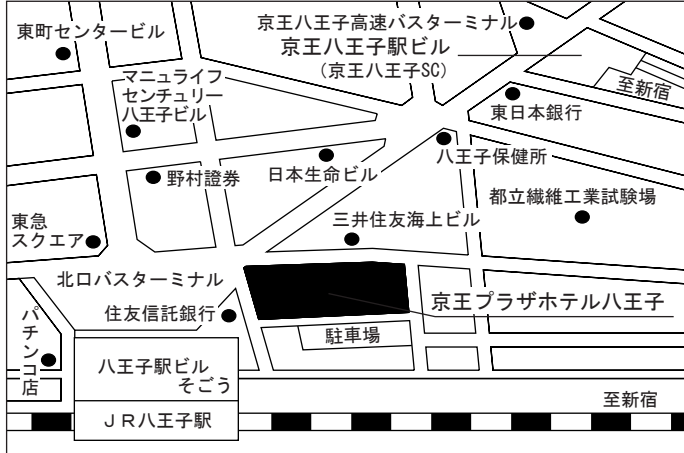 京王八王子高速バスターミナル
東町センタービル
京王八王子駅ビル
(京王八王子SC)
マニュライフ
センチュリー
八王子ビル
至新宿
東日本銀行
八王子保健所
野村證券
日本生命ビル
都立繊維工業試験場
三井住友海上ビル
東急
スクエア
北口バスターミナル
京王プラザホテル八王子
住友信託銀行
パチンコ店
駐車場
八王子駅ビル
そごう
至新宿
JR八王子駅